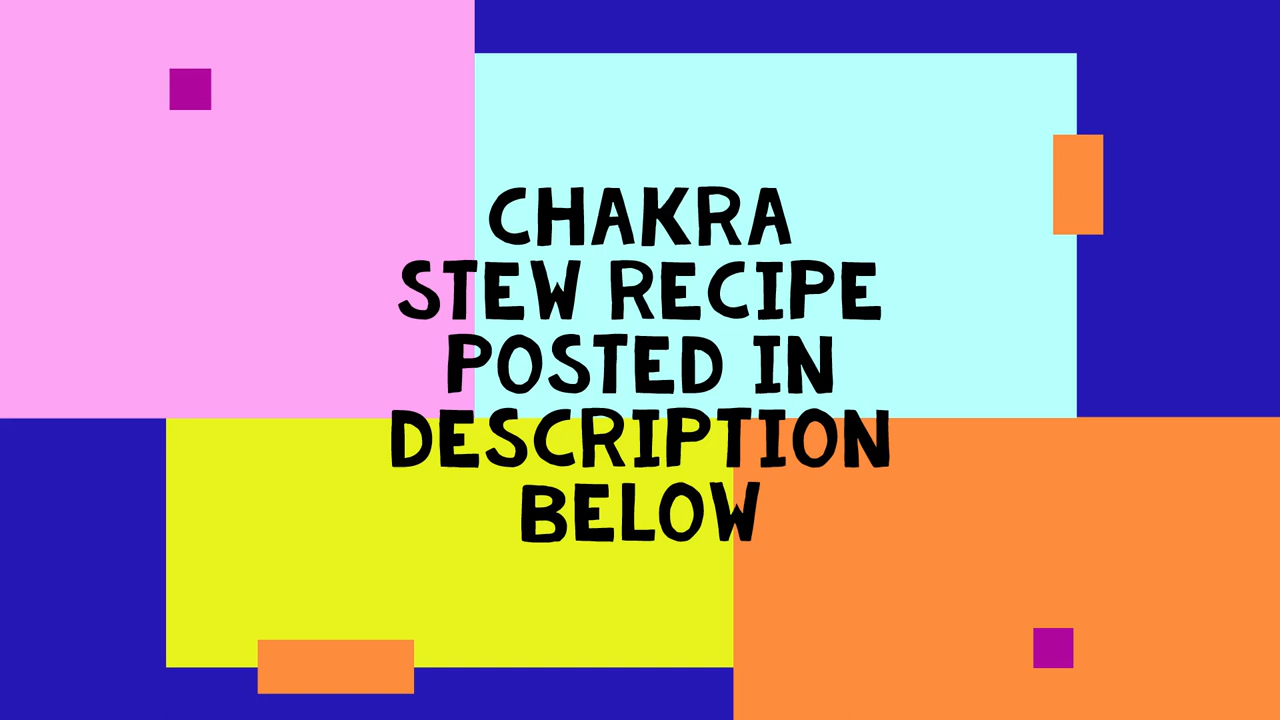 CHAKRA
STEW RECIPE
POSTED IN
DESCRIPTION
BELOW